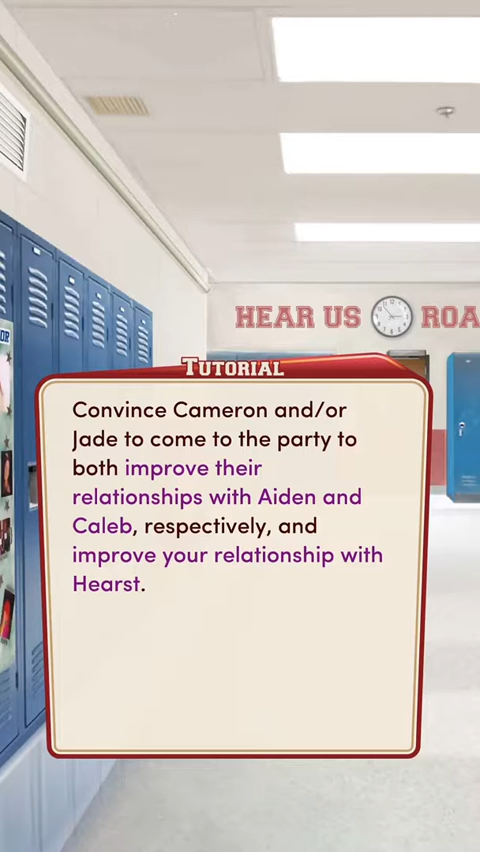 HEAR US ROA
TUTORIAL
Convince Cameron and/or
Jade to come to the party to
both improve their
relationships with Aiden and
Caleb, respectively, and
improve your relationship with
Hearst.